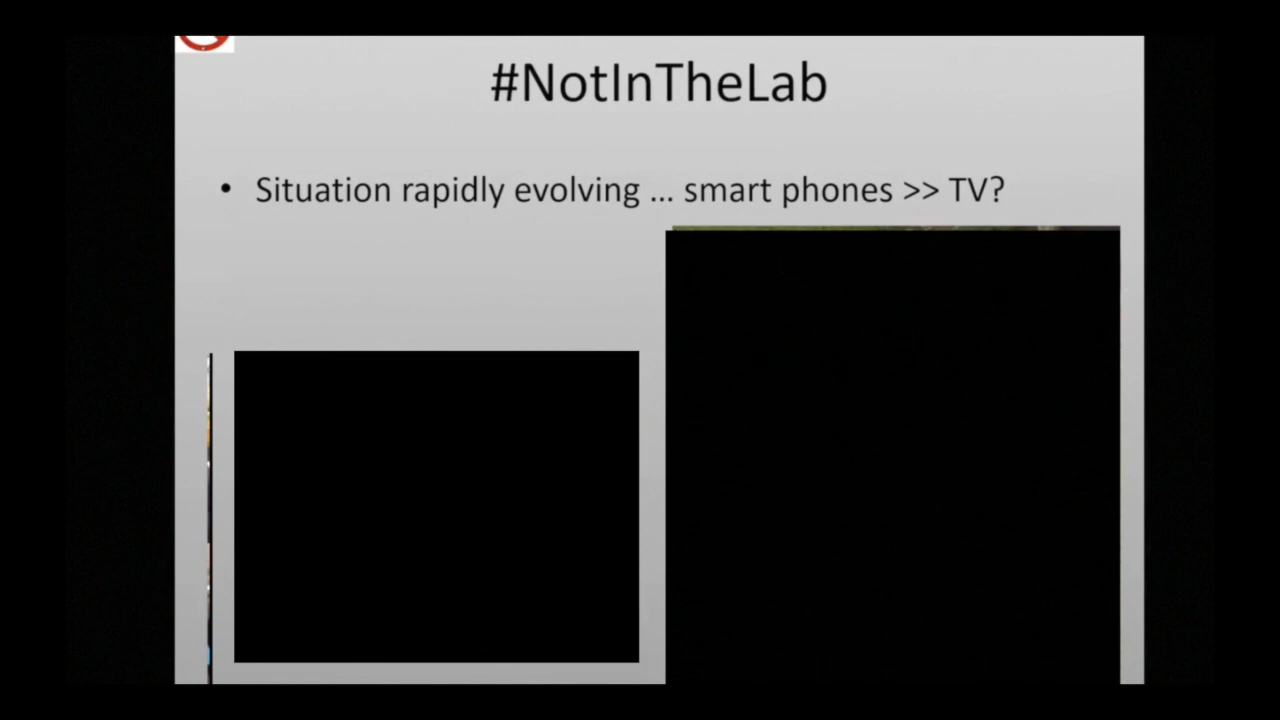 #NotInTheLab
• Situation rapidly evolving ... smart phones >> TV?